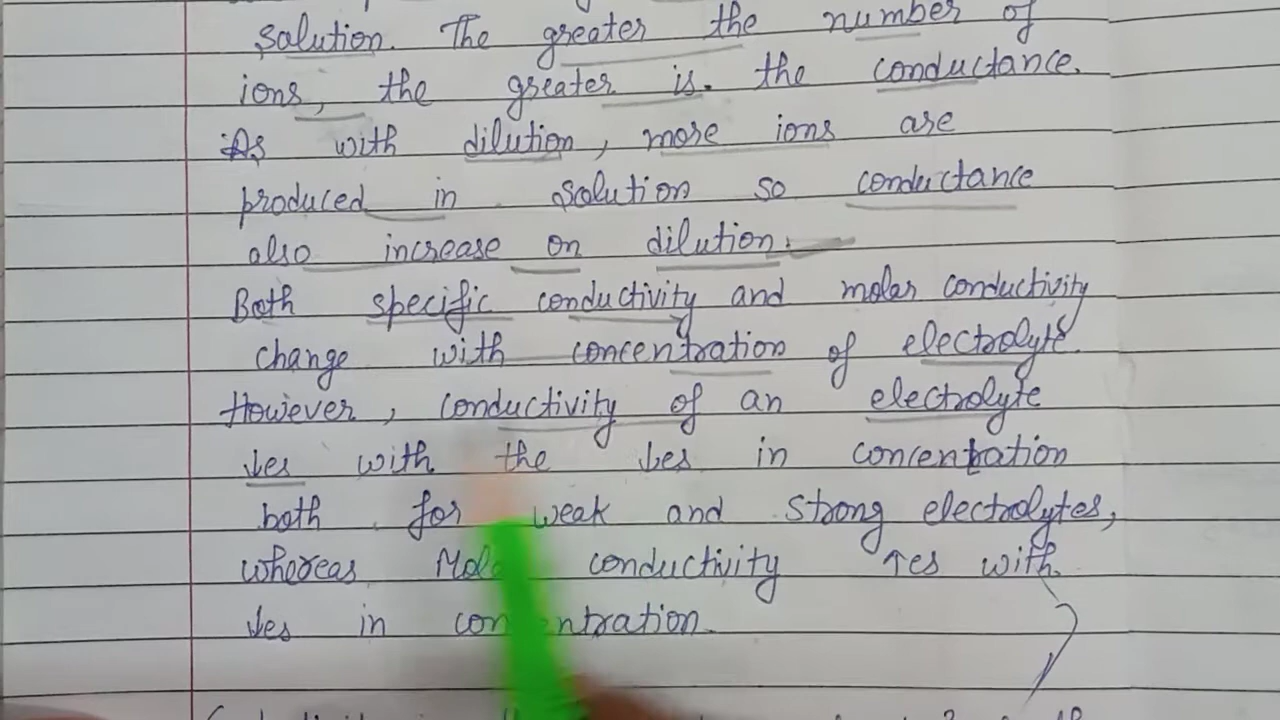 solution. The greater the number of
ions, the greater is. the conductance.
As with dilution, more ions are
produced in solution so conductance
also increase on dilution.
Both specific conductivity and molar conductivity
change with concentration of electrolyte.
However, conductivity of an electrolyte
↓es with the ↓es in concentration
both for weak and strong electrolytes,
whereas conductivity ↑es with
↓es in